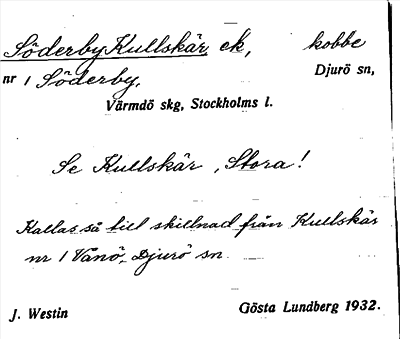 Söderby Kullskär, ek, kobbe
nr 1 Söderby, Djurö sn,
Värmdö skg, Stockholms l.
Se Kullskär, Stora!
Kallas så till skillnad från Kullskär
nr 1 Vånö, Djurö sn.
J. Westin Gösta Lundberg 1932.